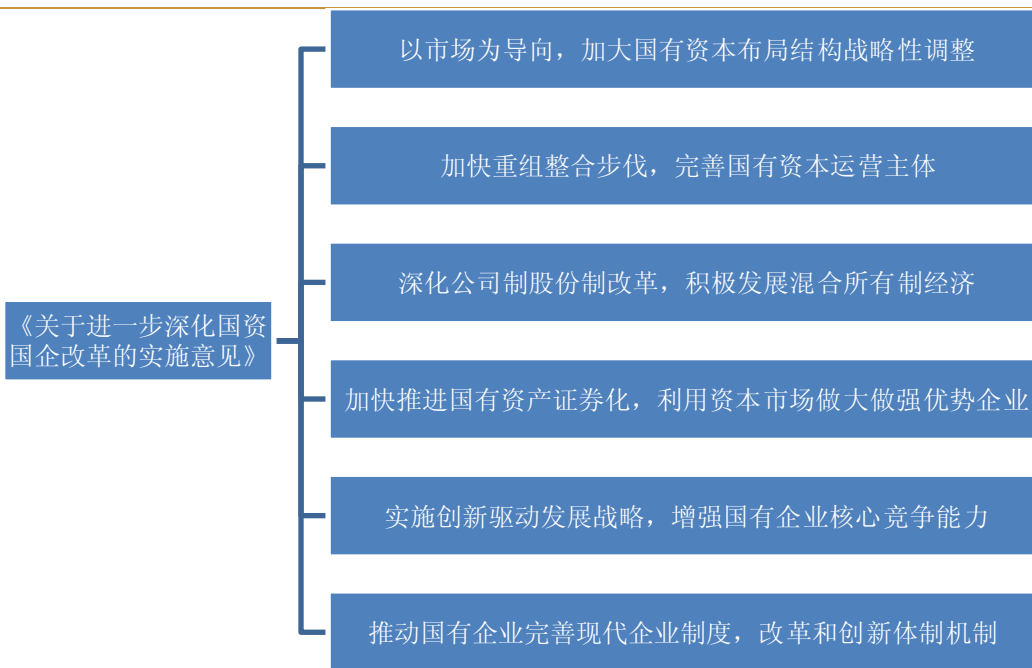 以市场为导向，加大国有资本布局结构战略性调整
加快重组整合步伐，完善国有资本运营主体
深化公司制股份制改革，积极发展混合所有制经济
《关于进一步深化国资
国企改革的实施意见》
加快推进国有资产证券化，利用资本市场做大做强优势企业
实施创新驱动发展战略，增强国有企业核心竞争能力
推动国有企业完善现代企业制度，改革和创新体制机制